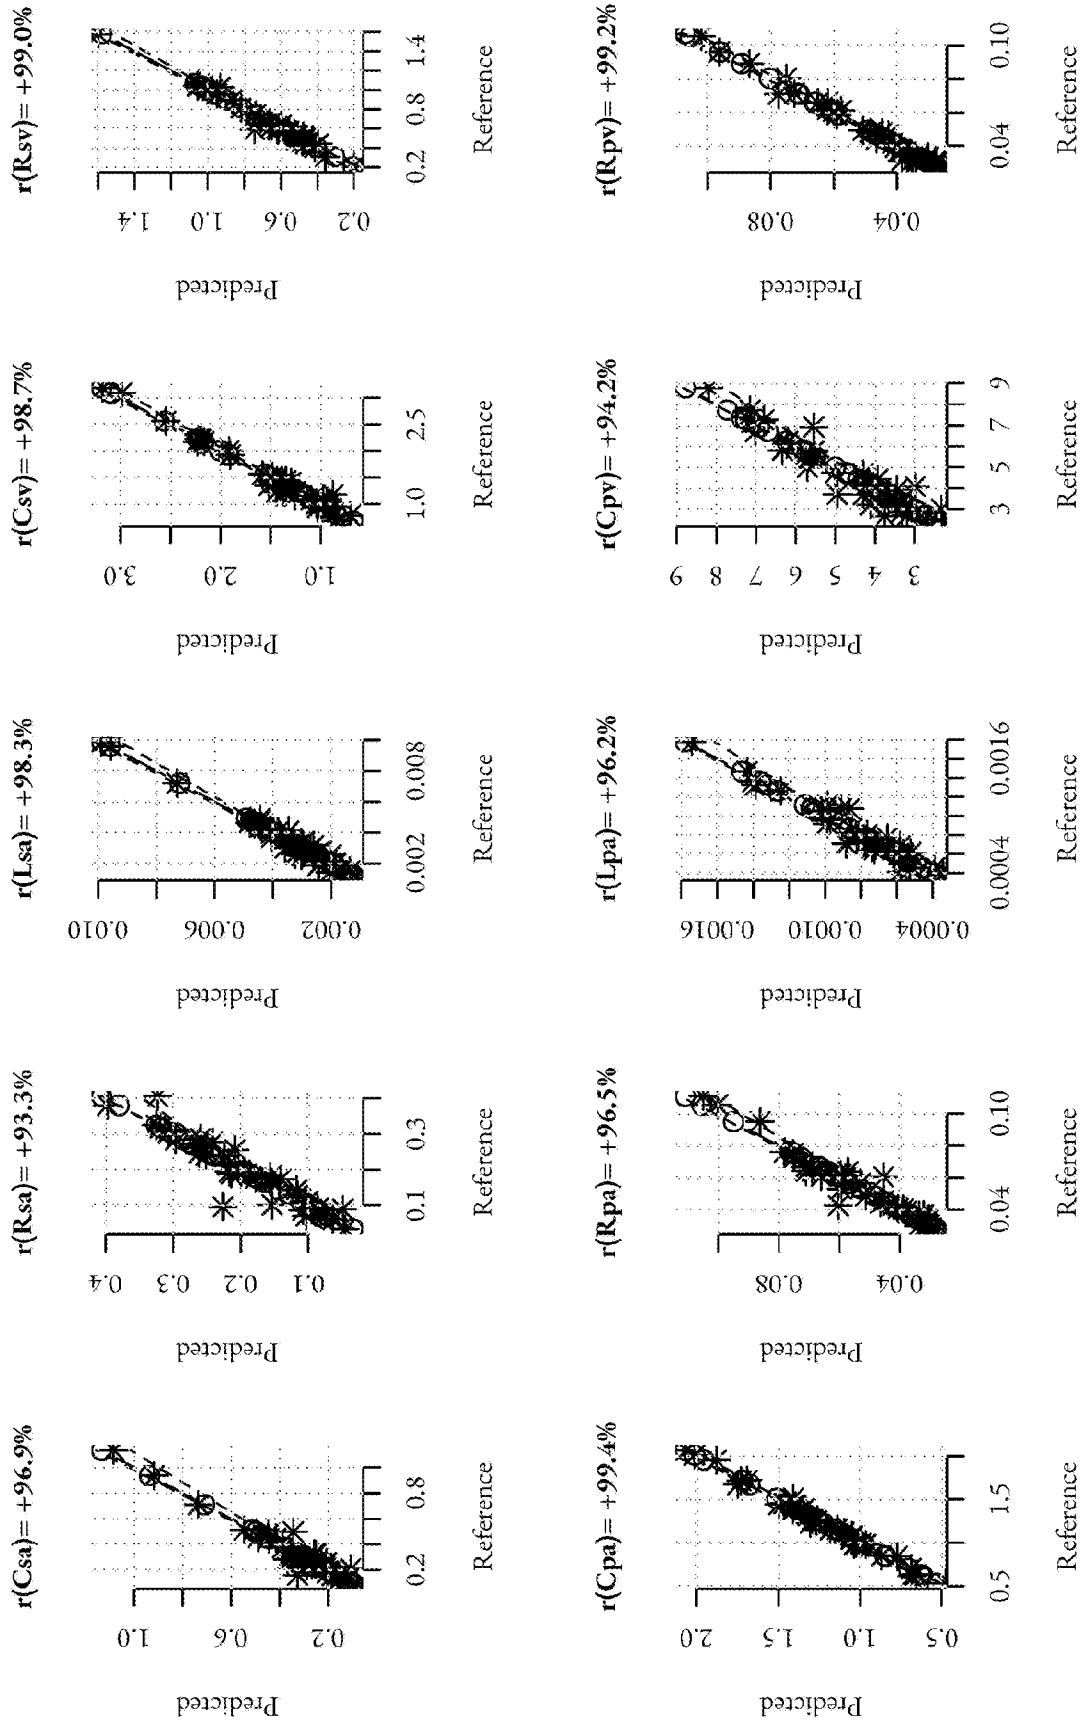 r(Rsv)= +99.0%
1.4
1.0
0.6
0.2
Predicted
0.2 0.8 1.4
Reference
r(Rpv)= +99.2%
0.08
0.04
Predicted
0.04 0.10
Reference
r(Csv)= +98.7%
3.0
2.0
1.0
Predicted
1.0 2.5
Reference
r(Cpv)= +94.2%
9
8
7
6
5
4
3
Predicted
3 5 7 9
Reference
r(Lsa)= +98.3%
0.010
0.006
0.002
Predicted
0.002 0.008
Reference
r(Lpa)= +96.2%
0.0016
0.0010
0.0004
Predicted
0.0004 0.0016
Reference
r(Rsa)= +93.3%
0.4
0.3
0.2
0.1
Predicted
0.1 0.3
Reference
r(Rpa)= +96.5%
0.08
0.04
Predicted
0.04 0.10
Reference
r(Csa)= +96.9%
1.0
0.6
0.2
Predicted
0.2 0.8
Reference
r(Cpa)= +99.4%
2.0
1.5
1.0
0.5
Predicted
0.5 1.5
Reference